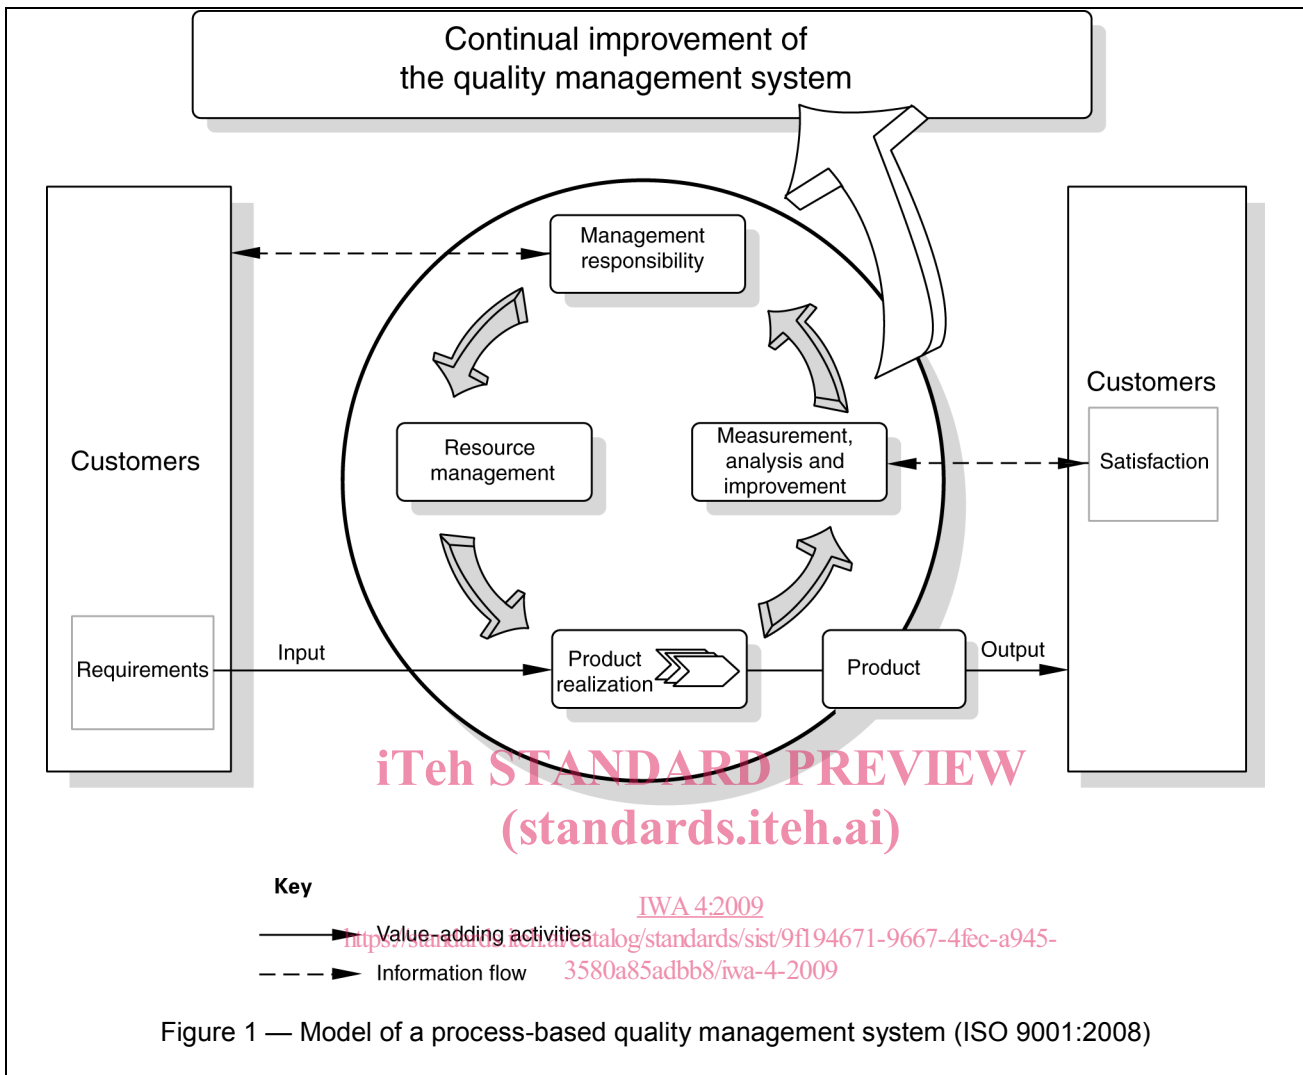 Continual improvement of
the quality management system
Management
responsibility
Customers
Resource
management
Measurement,
analysis and
improvement
Customers
Satisfaction
Requirements
Input
Product
realization
Product
Output
iTeh STANDARD PREVIEW
(standards.iteh.ai)
Key
IWA 4:2009
Value-adding activities
https://standards.iteh.ai/catalog/standards/sist/9f194671-9667-4fec-a945-
Information flow
3580a85adbb8/iwa-4-2009
Figure 1 — Model of a process-based quality management system (ISO 9001:2008)